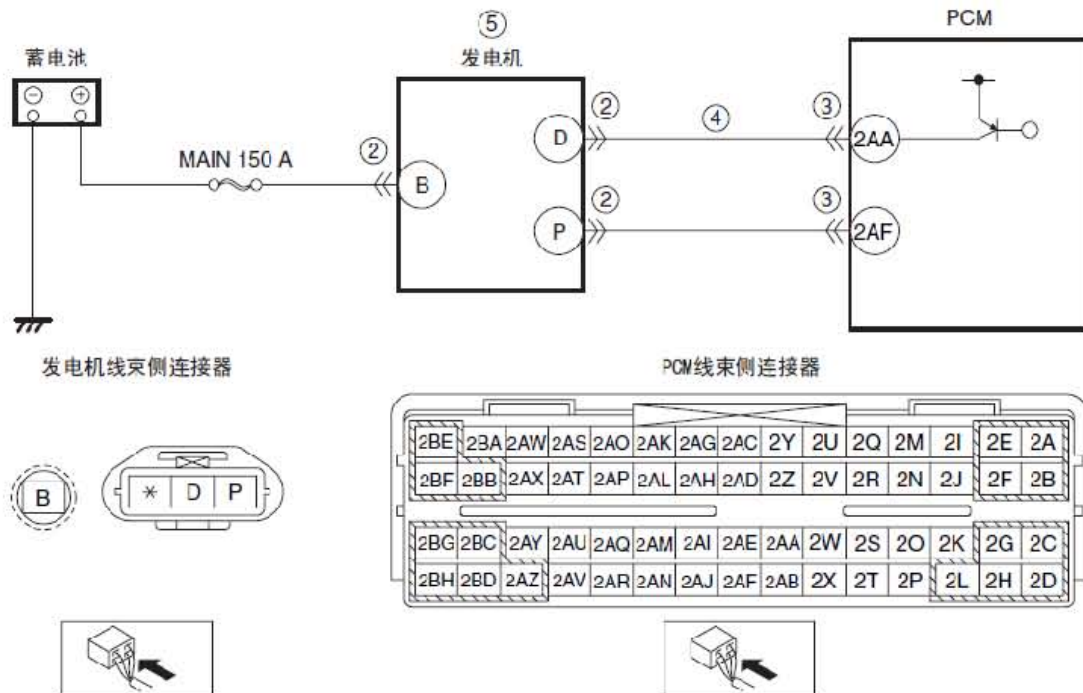 ⑤
PCM
蓄电池
发电机
⊖ ⊕
D ② ④ ③ 2AA
MAIN 150 A
② B
P ② ③ 2AF
发电机线束侧连接器
PCM线束侧连接器
2BE 2BA 2AW 2AS 2AO 2AK 2AG 2AC 2Y 2U 2Q 2M 2I 2E 2A
2BF 2BB 2AX 2AT 2AP 2AL 2AH 2AD 2Z 2V 2R 2N 2J 2F 2B
B
* D P
2BG 2BC 2AY 2AU 2AQ 2AM 2AI 2AE 2AA 2W 2S 2O 2K 2G 2C
2BH 2BD 2AZ 2AV 2AR 2AN 2AJ 2AF 2AB 2X 2T 2P 2L 2H 2D